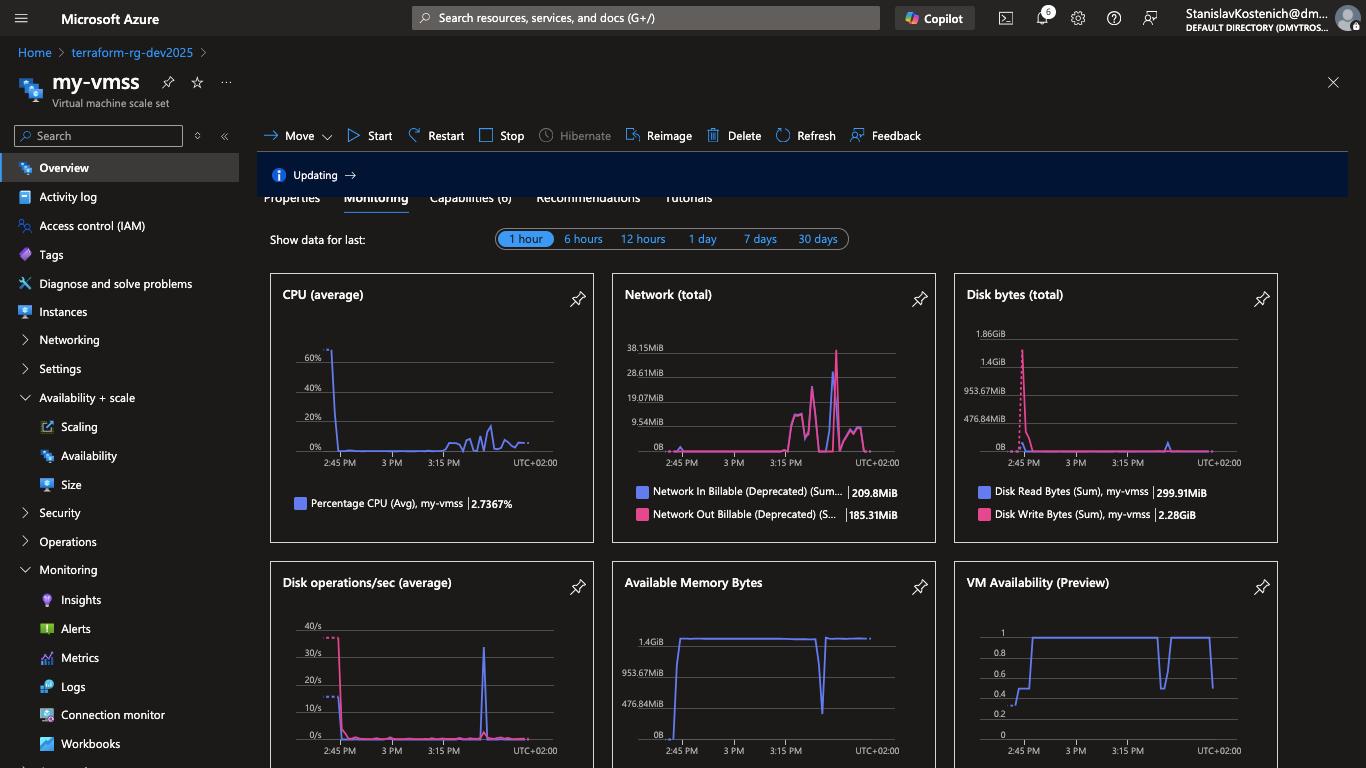 Microsoft Azure
Search resources, services, and docs (G+/)
Copilot
6
StanislavKostenich@dm...
DEFAULT DIRECTORY (DMYTROS...
Home > terraform-rg-dev2025 >
my-vmss
Virtual machine scale set
Search
Overview
Activity log
Access control (IAM)
Tags
Diagnose and solve problems
Instances
Networking
Settings
Availability + scale
Scaling
Availability
Size
Security
Operations
Monitoring
Insights
Alerts
Metrics
Logs
Connection monitor
Workbooks
Move Start Restart Stop Hibernate Reimage Delete Refresh Feedback
Updating →
Properties Monitoring Capabilities (6) Recommendations Tutorials
Show data for last: 1 hour 6 hours 12 hours 1 day 7 days 30 days
CPU (average)
60%
40%
20%
0%
2:45 PM 3 PM 3:15 PM UTC+02:00
Percentage CPU (Avg), my-vmss 2.7367%
Network (total)
38.15MiB
28.61MiB
19.07MiB
9.54MiB
0B
2:45 PM 3 PM 3:15 PM UTC+02:00
Network In Billable (Deprecated) (Sum... 209.8MiB
Network Out Billable (Deprecated) (S... 185.31MiB
Disk bytes (total)
1.86GiB
1.4GiB
953.67MiB
476.84MiB
0B
2:45 PM 3 PM 3:15 PM UTC+02:00
Disk Read Bytes (Sum), my-vmss 299.91MiB
Disk Write Bytes (Sum), my-vmss 2.28GiB
Disk operations/sec (average)
40/s
30/s
20/s
10/s
0/s
2:45 PM 3 PM 3:15 PM UTC+02:00
Available Memory Bytes
1.4GiB
953.67MiB
476.84MiB
0B
2:45 PM 3 PM 3:15 PM UTC+02:00
VM Availability (Preview)
1
0.8
0.6
0.4
0.2
0
2:45 PM 3 PM 3:15 PM UTC+02:00